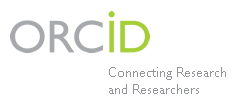 ORCiD
Connecting Research
and Researchers